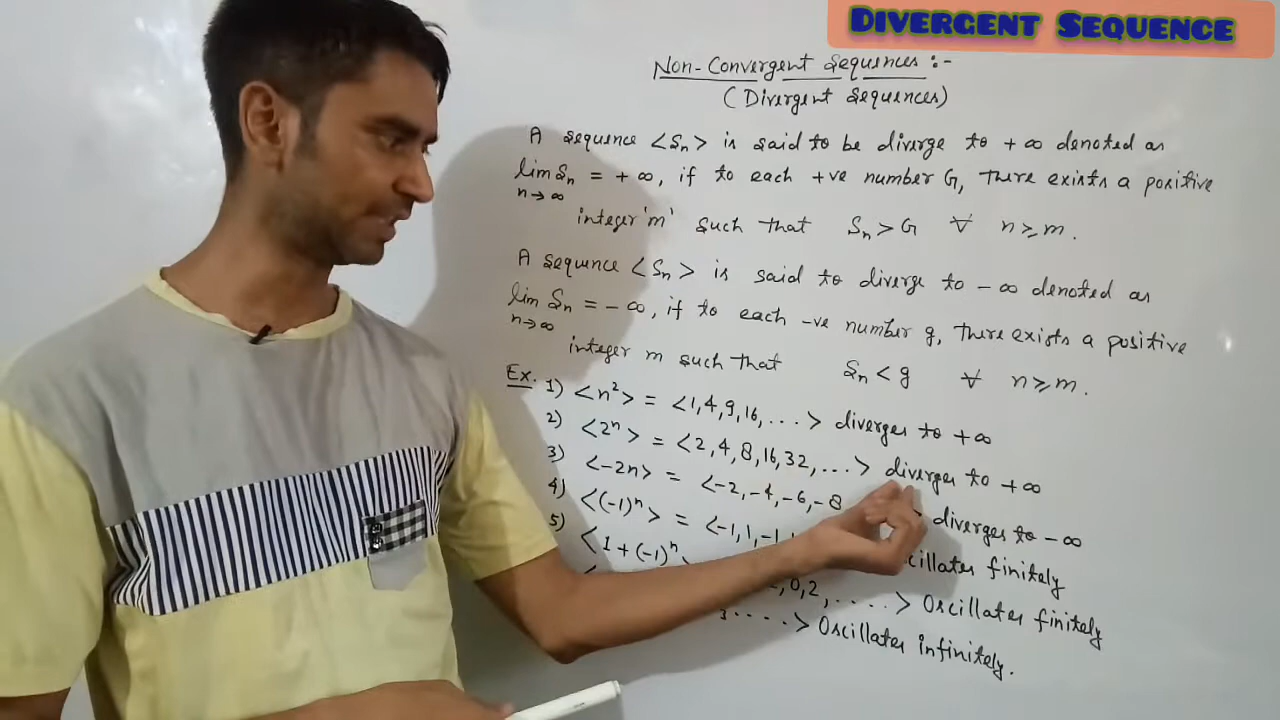 DIVERGENT SEQUENCE
Non-Convergent Sequences :-
(Divergent Sequences)
A sequence <Sn> is said to be diverge to +∞ denoted as
lim Sn = +∞, if to each +ve number G, there exists a positive
n→∞
integer 'm' such that Sn > G ∀ n ≥ m.
A sequnce <Sn> is said to diverge to -∞ denoted as
lim Sn = -∞, if to each -ve number g, there exists a positive
n→∞
integer m such that Sn < g ∀ n ≥ m.
Ex. 1) <n²> = <1, 4, 9, 16, ...> diverges to +∞
2) <2ⁿ> = <2, 4, 8, 16, 32, ...> diverges to +∞
3) <-2n> = <-2, -4, -6, -8 > diverges to -∞
4) <(-1)ⁿ> = <-1, 1, -1, cillates finitely
5) <1+(-1)ⁿ> 0, 2, ....> Oscillates finitely
3 ....> Oscillates infinitely.